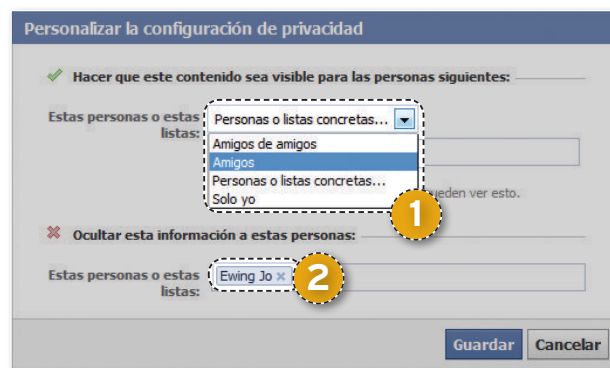 Personalizar la configuración de privacidad
Hacer que este contenido sea visible para las personas siguientes:
Estas personas o estas listas:
Personas o listas concretas...
Amigos de amigos
Amigos
Personas o listas concretas...
Solo yo
ueden ver esto.
1
Ocultar esta información a estas personas:
Estas personas o estas listas:
Ewing Jo ×
2
Guardar Cancelar